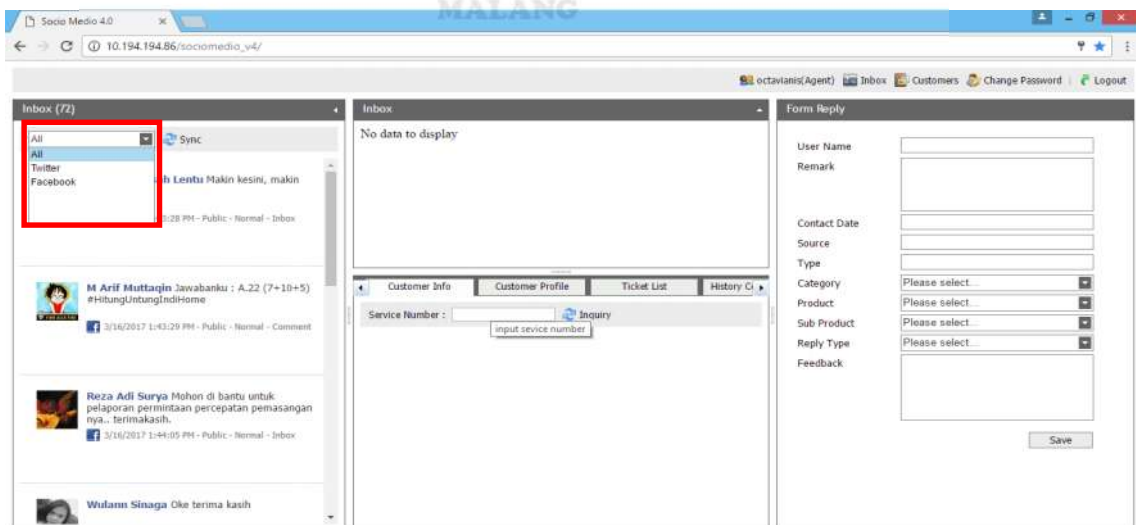 MALANG
Socio Medio 4.0
10.194.194.86/sociomedio_v4/
octavianis(Agent) Inbox Customers Change Password Logout
Inbox (72)
All
Sync
All
Twitter
Facebook
h Lentu Makin kesini, makin
3:28 PM - Public - Normal - Inbox
M Arif Muttaqin Jawabanku : A.22 (7+10+5)
#HitungUntungIndiHome
3/16/2017 1:43:29 PM - Public - Normal - Comment
Reza Adi Surya Mohon di bantu untuk
pelaporan permintaan percepatan pemasangan
nya.. terimakasih.
3/16/2017 1:44:05 PM - Public - Normal - Inbox
Wulann Sinaga Oke terima kasih
Inbox
No data to display
Customer Info Customer Profile Ticket List History C
Service Number : Inquiry
input sevice number
Form Reply
User Name
Remark
Contact Date
Source
Type
Category Please select...
Product Please select...
Sub Product Please select...
Reply Type Please select...
Feedback
Save